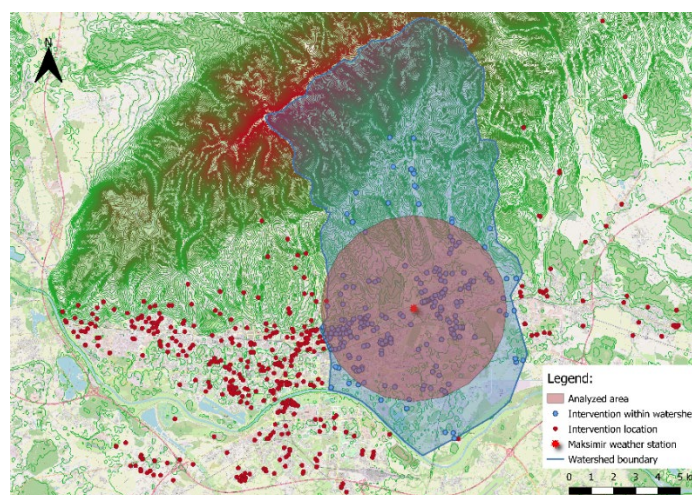 N
Legend:
Analyzed area
Intervention within watershe
Intervention location
Maksimir weather station
Watershed boundary
0 1 2 3 4 5 k